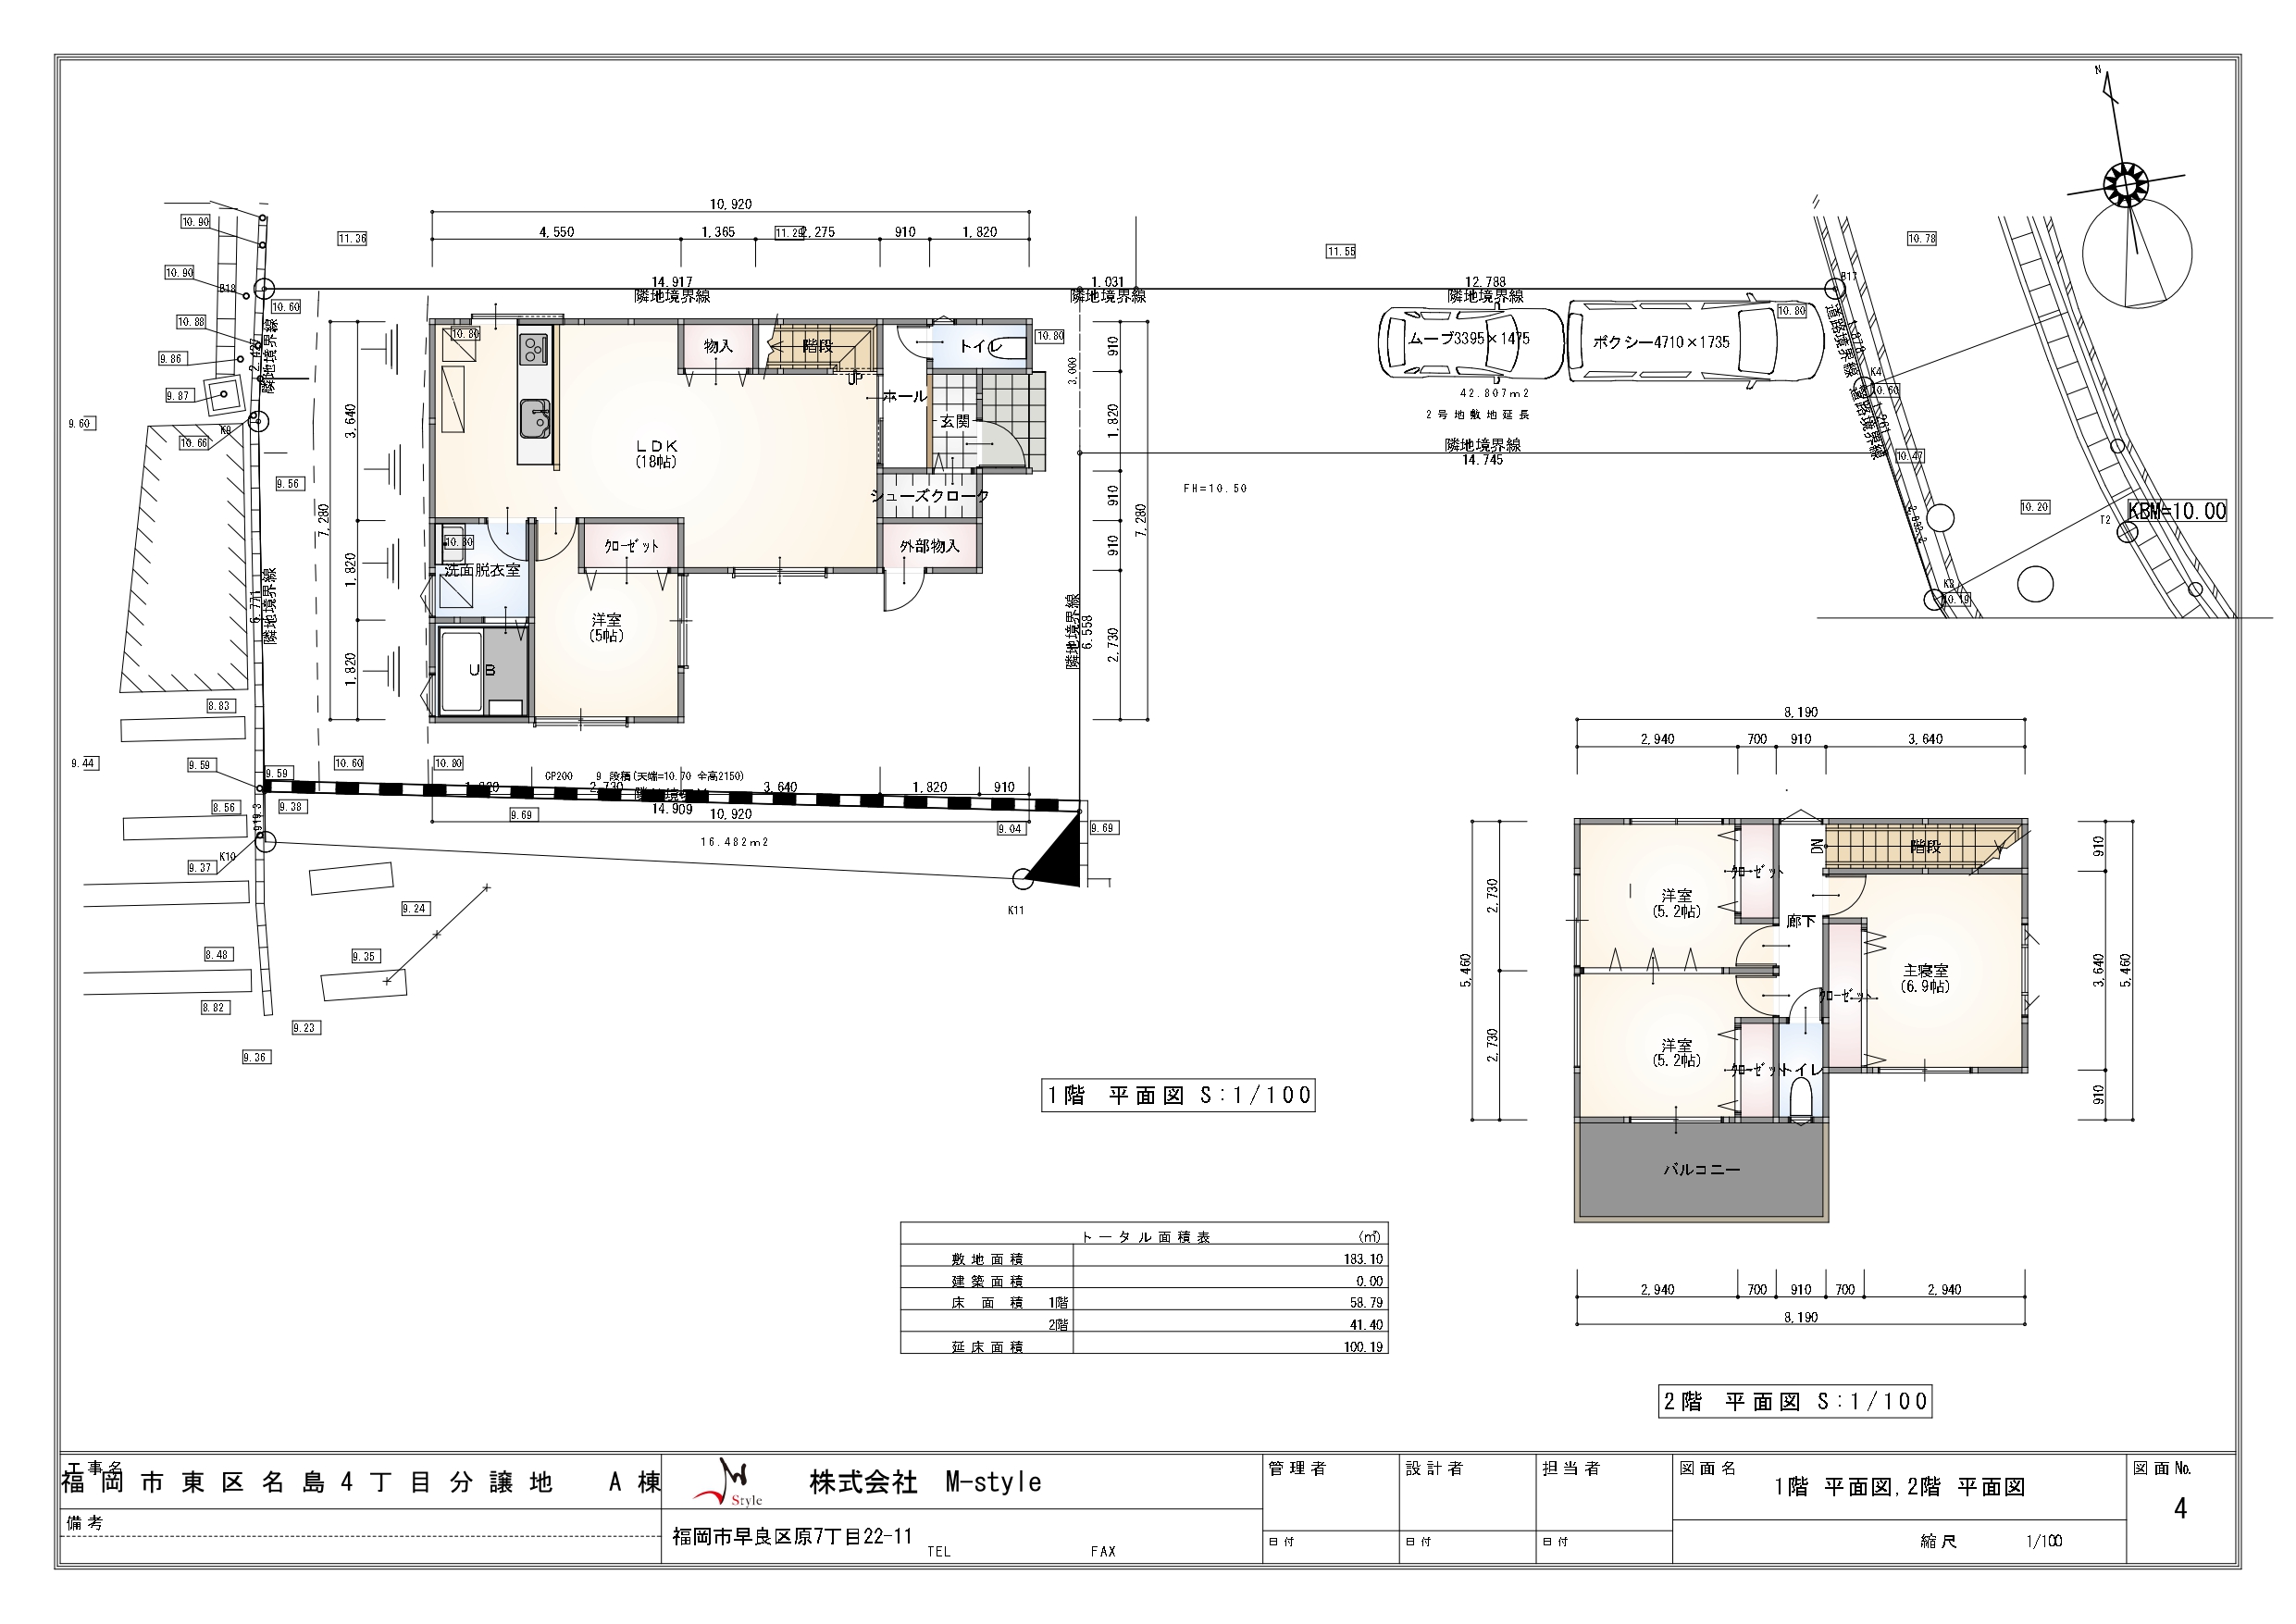 N
10.90
11.36
10,920
4,550
1,365
2,275
910
1,820
11.55
10.78
10.90
B18
10.60
14.917
隣地境界線
1.031
隣地境界線
12.788
隣地境界線
B17
10.88
9.86
9.87
9.60
K9
10.66
隣地境界線
9.56
10.80
物入
階段
UP
トイレ
10.80
ホール
玄関
LDK
(18帖)
シューズクローク
外部物入
クローゼット
10.80
洗面脱衣室
洋室
(5帖)
UB
3,640
1,820
1,820
7,280
6.771
隣地境界線
910
1,820
910
910
2,730
7,280
3.000
隣地境界線
6.558
ムーブ3395×1475
ボクシー4710×1735
10.80
42.807m2
2号地敷地延長
隣地境界線
14.745
FH=10.50
道路境界線
道路境界線
K4
10.60
10.47
10.20
KBM=10.00
T2
K3
10.19
8.83
9.44
9.59
9.59
10.60
10.80
GP200
9 段積(天端=10.70 全高2150)
2,730
3,640
1,820
910
8.56
9.38
14.909
10,920
9.69
9.04
9.69
16.482m2
K10
9.37
K11
9.24
8.48
9.35
8.82
9.23
9.36
1階 平面図 S:1/100
8,190
2,940
700
910
3,640
クローゼット
DN
階段
洋室
(5.2帖)
廊下
主寝室
(6.9帖)
クローゼット
洋室
(5.2帖)
クローゼット
トイレ
バルコニー
2,730
2,730
5,460
910
3,640
910
5,460
2,940
700
910
700
2,940
8,190
2階 平面図 S:1/100
トータル面積表 (㎡)
敷地面積 183.10
建築面積 0.00
床面積 1階 58.79
2階 41.40
延床面積 100.19
工事名
福岡市東区名島4丁目分譲地 A棟
備考
Style
株式会社 M-style
福岡市早良区原7丁目22-11
TEL FAX
管理者
日付
設計者
日付
担当者
日付
図面名
1階 平面図,2階 平面図
縮尺 1/100
図面No.
4